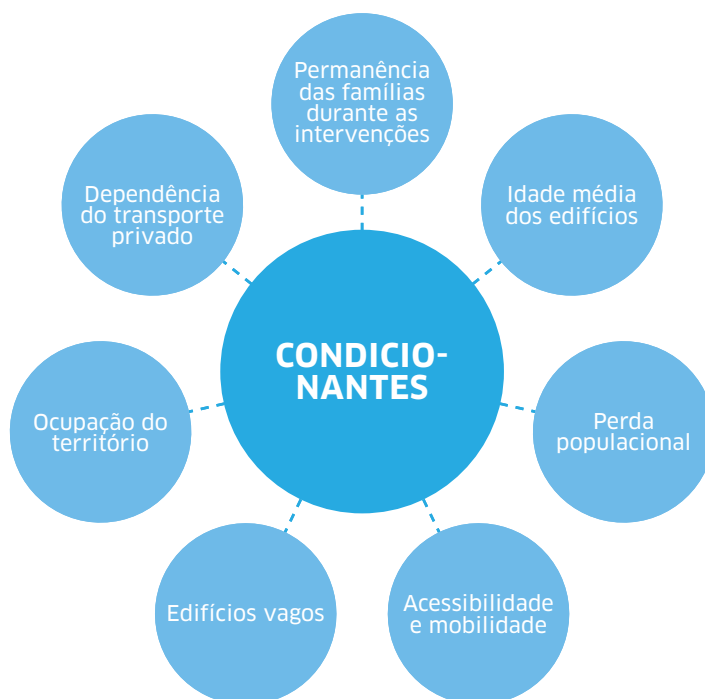 Permanência
das famílias
durante as
intervenções
Dependência
do transporte
privado
Idade média
dos edifícios
CONDICIO-
NANTES
Ocupação do
território
Perda
populacional
Edifícios vagos
Acessibilidade
e mobilidade